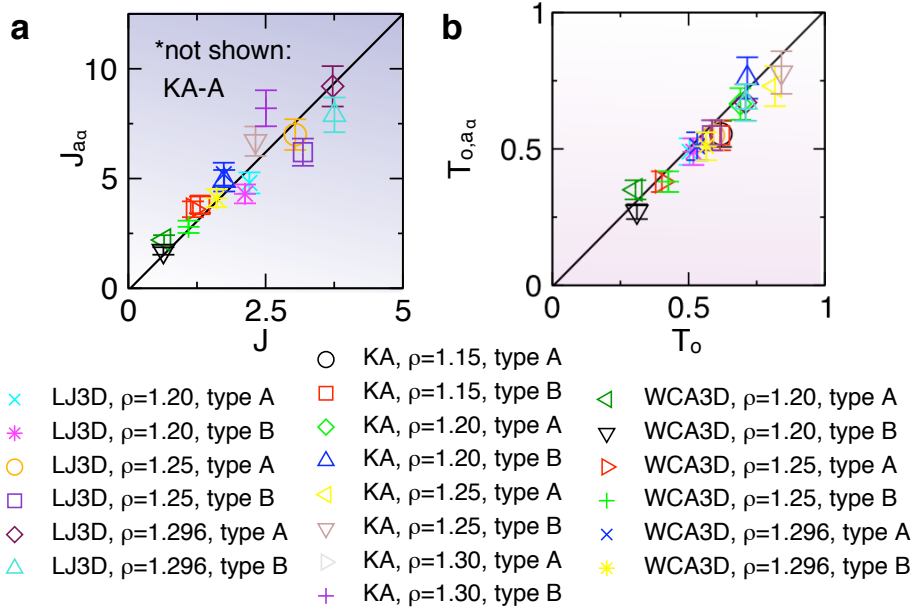 a
*not shown:
KA-A
10
5
0
0
2.5
5
J
J_{aα}
b
1
0.5
0
0
0.5
1
T_o
T_{o,a_α}
KA, ρ=1.15, type A
KA, ρ=1.15, type B
KA, ρ=1.20, type A
KA, ρ=1.20, type B
KA, ρ=1.25, type A
KA, ρ=1.25, type B
KA, ρ=1.30, type A
KA, ρ=1.30, type B
LJ3D, ρ=1.20, type A
LJ3D, ρ=1.20, type B
LJ3D, ρ=1.25, type A
LJ3D, ρ=1.25, type B
LJ3D, ρ=1.296, type A
LJ3D, ρ=1.296, type B
WCA3D, ρ=1.20, type A
WCA3D, ρ=1.20, type B
WCA3D, ρ=1.25, type A
WCA3D, ρ=1.25, type B
WCA3D, ρ=1.296, type A
WCA3D, ρ=1.296, type B